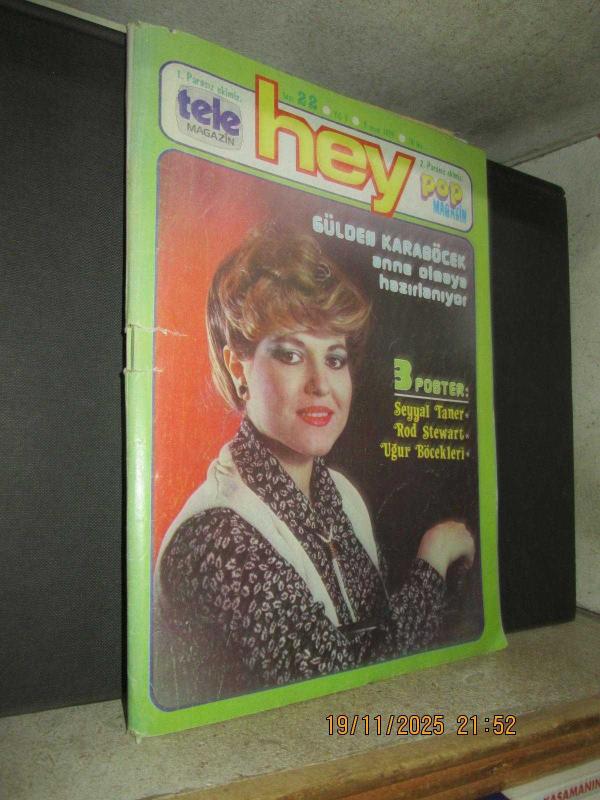 1. Parasız ekimiz.
tele
MAGAZİN
hey
22
2. Parasız ekimiz
pop
MAGAZİN
GÜLDEN KARABÖCEK
anne olmaya
hazırlanıyor
3 POSTER:
Seyyal Taner
Rod Stewart
Uğur Böcekleri
19/11/2025 21:52